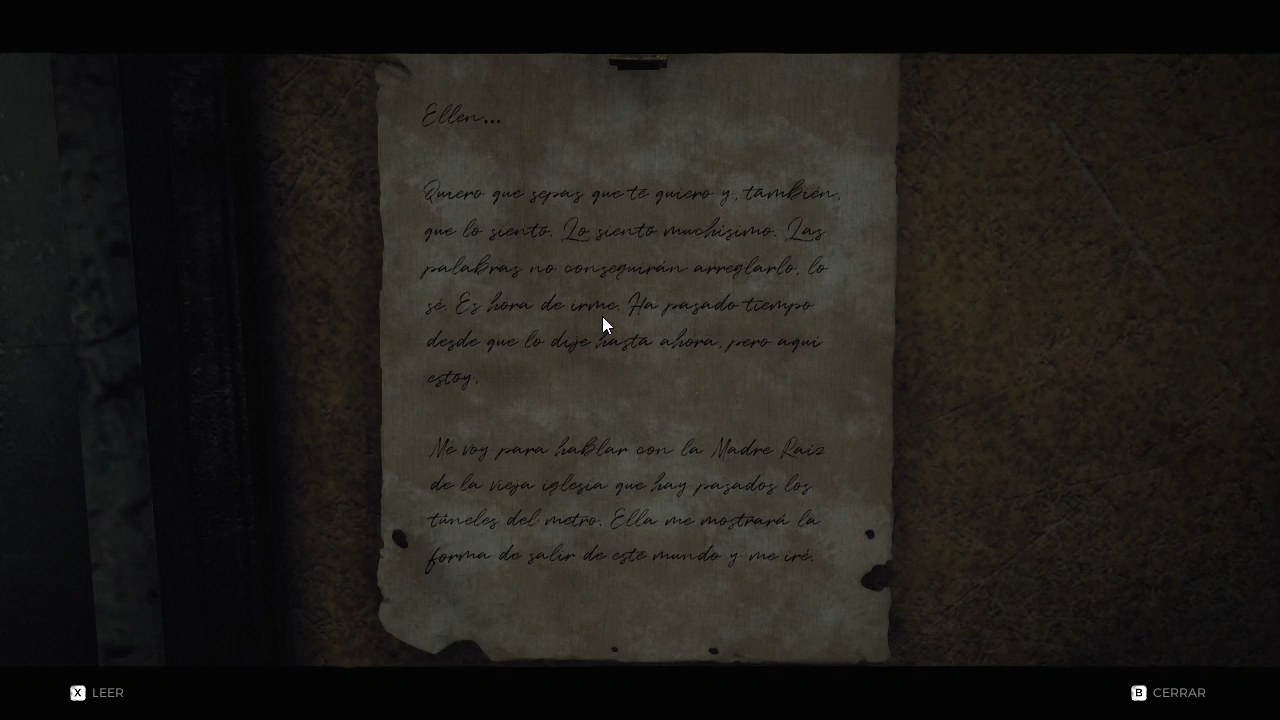 Ellen...
Quiero que sepas que te quiero y, también,
que lo siento. Lo siento muchísimo. Las
palabras no conseguirán arreglarlo, lo
sé. Es hora de irme. Ha pasado tiempo
desde que lo dije hasta ahora, pero aquí
estoy.
Me voy para hablar con la Madre Raíz
de la vieja iglesia que hay pasados los
túneles del metro. Ella me mostrará la
forma de salir de este mundo y me iré.
X LEER
B CERRAR